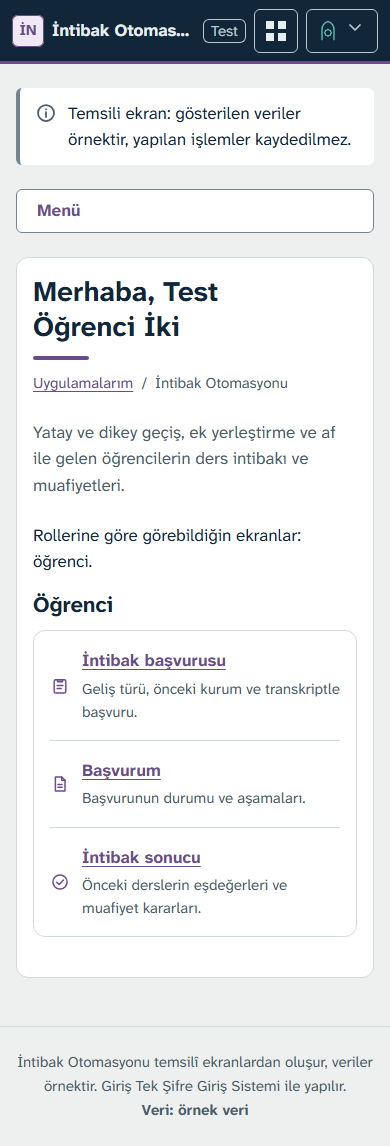 İN İntibak Otomas... Test
Temsili ekran: gösterilen veriler
örnektir, yapılan işlemler kaydedilmez.
Menü
Merhaba, Test
Öğrenci İki
Uygulamalarım / İntibak Otomasyonu
Yatay ve dikey geçiş, ek yerleştirme ve af
ile gelen öğrencilerin ders intibakı ve
muafiyetleri.
Rollerine göre görebildiğin ekranlar:
öğrenci.
Öğrenci
İntibak başvurusu
Geliş türü, önceki kurum ve transkriptle
başvuru.
Başvurum
Başvurunun durumu ve aşamaları.
İntibak sonucu
Önceki derslerin eşdeğerleri ve
muafiyet kararları.
İntibak Otomasyonu temsilî ekranlardan oluşur, veriler
örnektir. Giriş Tek Şifre Giriş Sistemi ile yapılır.
Veri: örnek veri